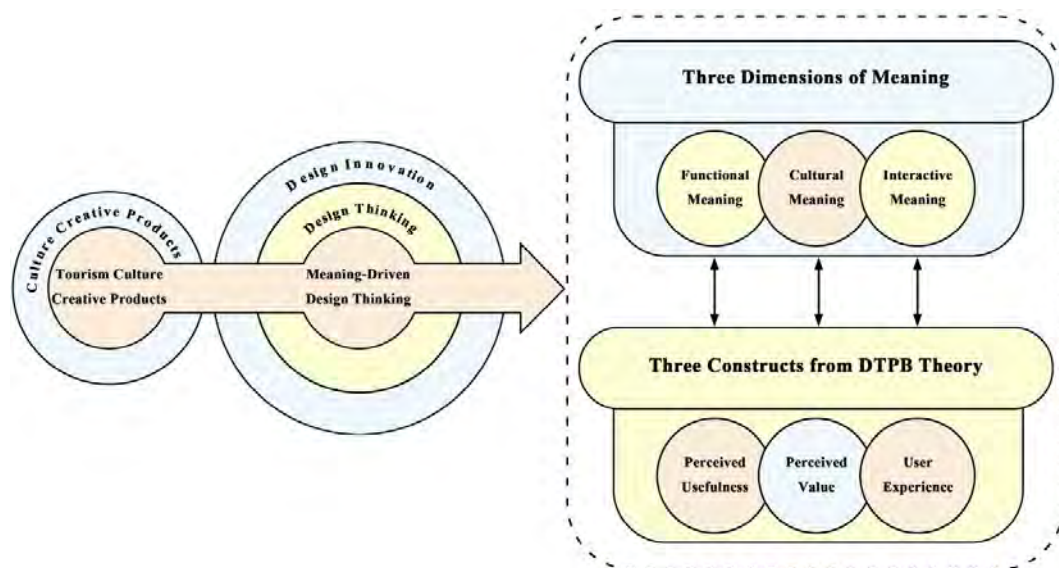 Culture Creative Products
Tourism Culture
Creative Products
Design Innovation
Design Thinking
Meaning-Driven
Design Thinking
Three Dimensions of Meaning
Functional
Meaning
Cultural
Meaning
Interactive
Meaning
Three Constructs from DTPB Theory
Perceived
Usefulness
Perceived
Value
User
Experience